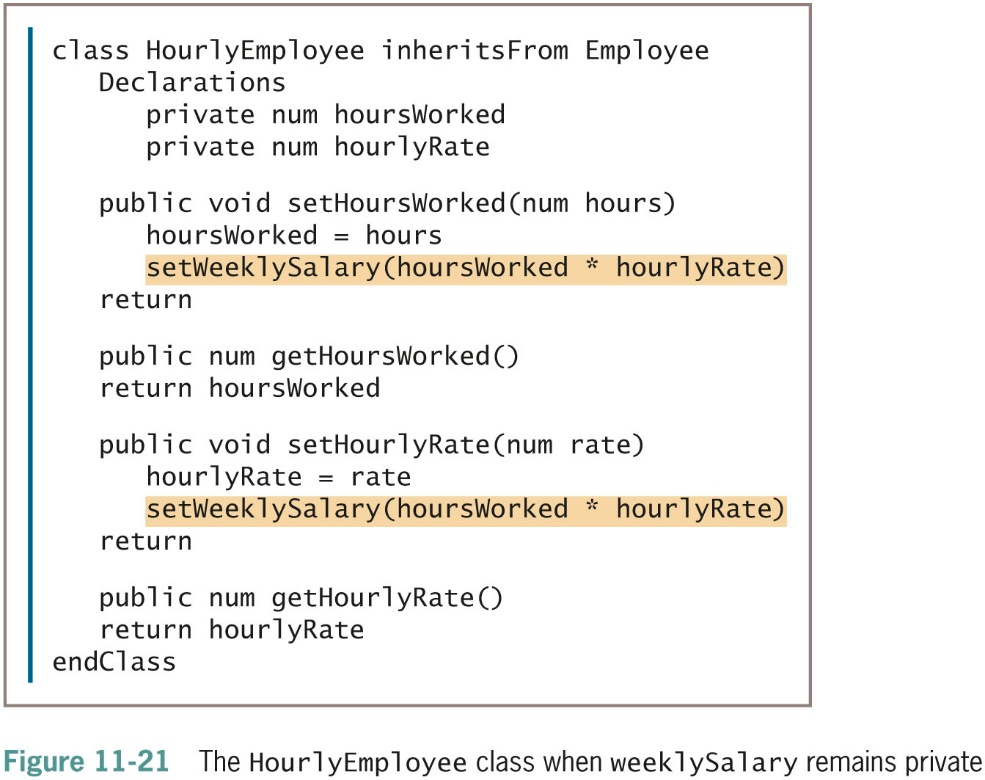 class HourlyEmployee inheritsFrom Employee
   Declarations
      private num hoursWorked
      private num hourlyRate

   public void setHoursWorked(num hours)
      hoursWorked = hours
      setWeeklySalary(hoursWorked * hourlyRate)
   return

   public num getHoursWorked()
   return hoursWorked

   public void setHourlyRate(num rate)
      hourlyRate = rate
      setWeeklySalary(hoursWorked * hourlyRate)
   return

   public num getHourlyRate()
   return hourlyRate
endClass
Figure 11-21 The HourlyEmployee class when weeklySalary remains private